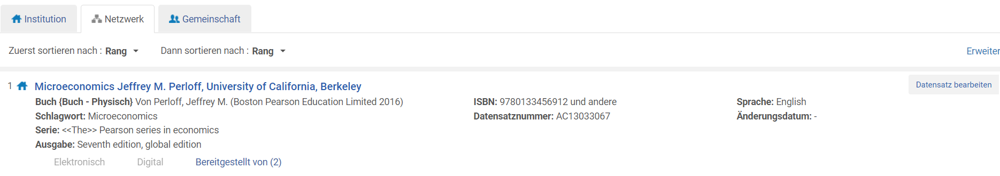 Institution Netzwerk Gemeinschaft
Zuerst sortieren nach : Rang Dann sortieren nach : Rang Erweiter
1 Microeconomics Jeffrey M. Perloff, University of California, Berkeley Datensatz bearbeiten
Buch {Buch - Physisch} Von Perloff, Jeffrey M. (Boston Pearson Education Limited 2016) ISBN: 9780133456912 und andere Sprache: English
Schlagwort: Microeconomics Datensatznummer: AC13033067 Änderungsdatum: -
Serie: <<The>> Pearson series in economics
Ausgabe: Seventh edition, global edition
Elektronisch Digital Bereitgestellt von (2)